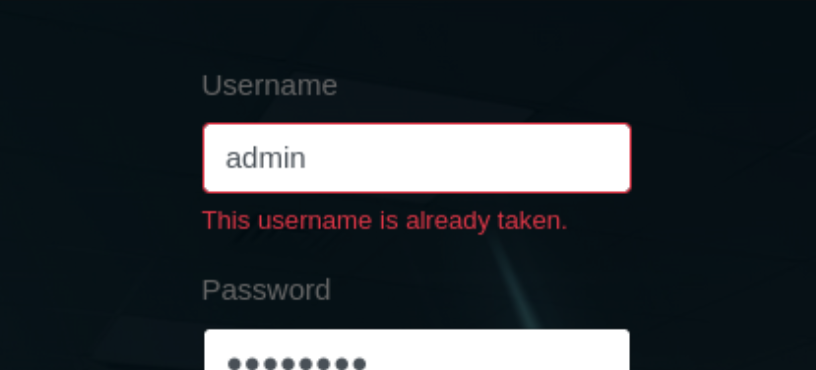 Username
admin
This username is already taken.
Password
••••••••